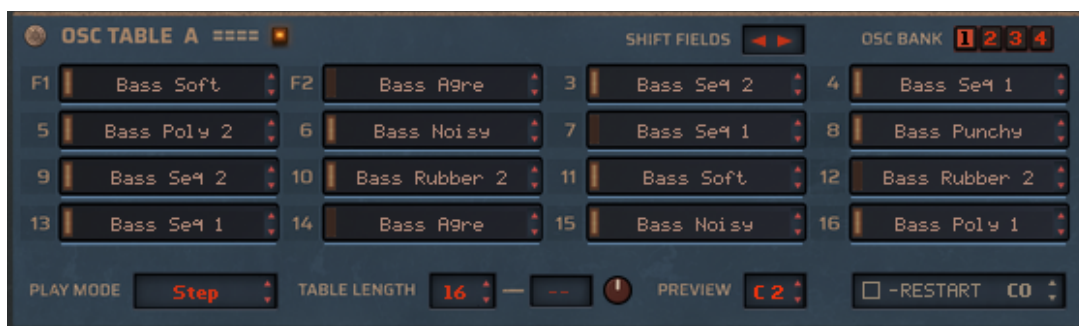 OSC TABLE A ==== SHIFT FIELDS OSC BANK 1 2 3 4
F1 Bass Soft F2 Bass Agre 3 Bass Seq 2 4 Bass Seq 1
5 Bass Poly 2 6 Bass Noisy 7 Bass Seq 1 8 Bass Punchy
9 Bass Seq 2 10 Bass Rubber 2 11 Bass Soft 12 Bass Rubber 2
13 Bass Seq 1 14 Bass Agre 15 Bass Noisy 16 Bass Poly 1
PLAY MODE Step TABLE LENGTH 16 — -- PREVIEW C 2 -RESTART C0